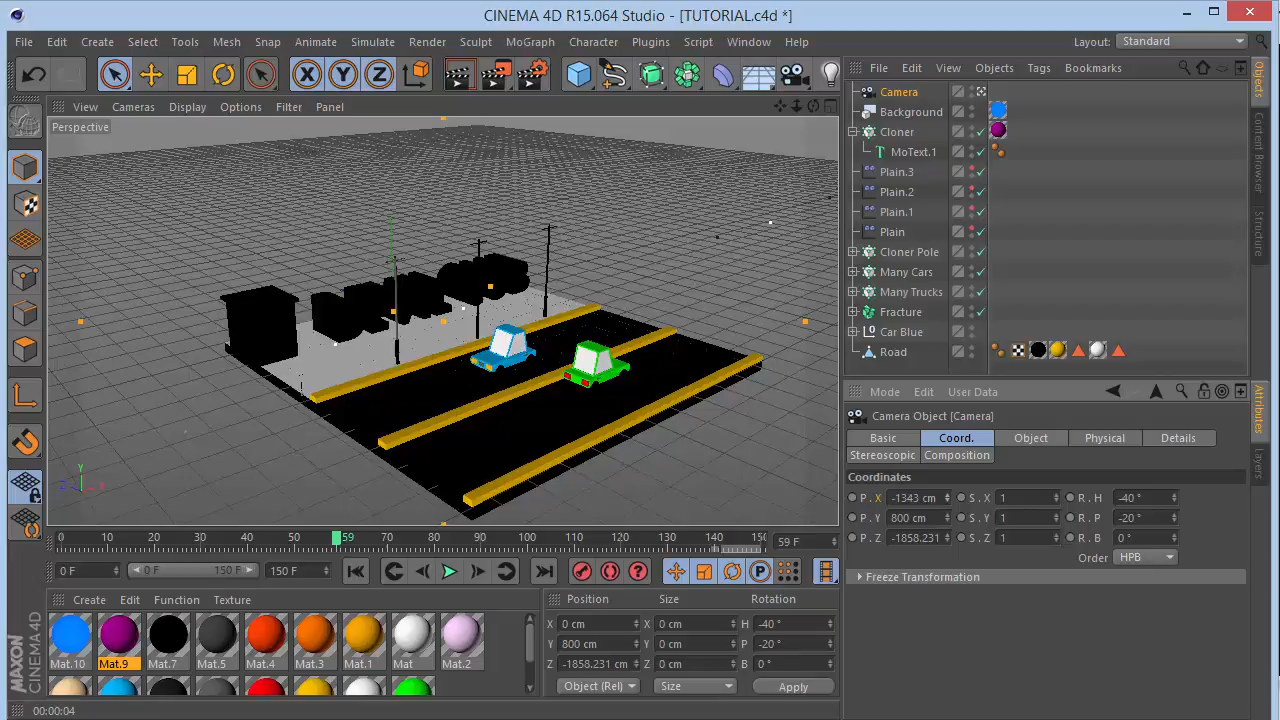 CINEMA 4D R15.064 Studio - [TUTORIAL.c4d *]
File Edit Create Select Tools Mesh Snap Animate Simulate Render Sculpt MoGraph Character Plugins Script Window Help Layout: Standard
X Y Z
File Edit View Objects Tags Bookmarks
View Cameras Display Options Filter Panel
Perspective
Camera
Background
Cloner
MoText.1
Plain.3
Plain.2
Plain.1
Plain
Cloner Pole
Many Cars
Many Trucks
Fracture
Car Blue
Road
Objects
Content Browser
Structure
Mode Edit User Data
Camera Object [Camera]
Basic Coord. Object Physical Details
Stereoscopic Composition
Coordinates
P . X -1343 cm S . X 1 R . H -40 °
P . Y 800 cm S . Y 1 R . P -20 °
P . Z -1858.231 S . Z 1 R . B 0 °
Order HPB
Freeze Transformation
Attributes
Layers
Y
Z X
0 10 20 30 40 50 59 70 80 90 100 110 120 130 140 150 59 F
0 F 0 F 150 F 150 F
Create Edit Function Texture
Mat.10 Mat.9 Mat.7 Mat.5 Mat.4 Mat.3 Mat.1 Mat Mat.2
Position Size Rotation
X 0 cm X 0 cm H -40 °
Y 800 cm Y 0 cm P -20 °
Z -1858.231 cm Z 0 cm B 0 °
Object (Rel) Size Apply
MAXON
CINEMA 4D
00:00:04